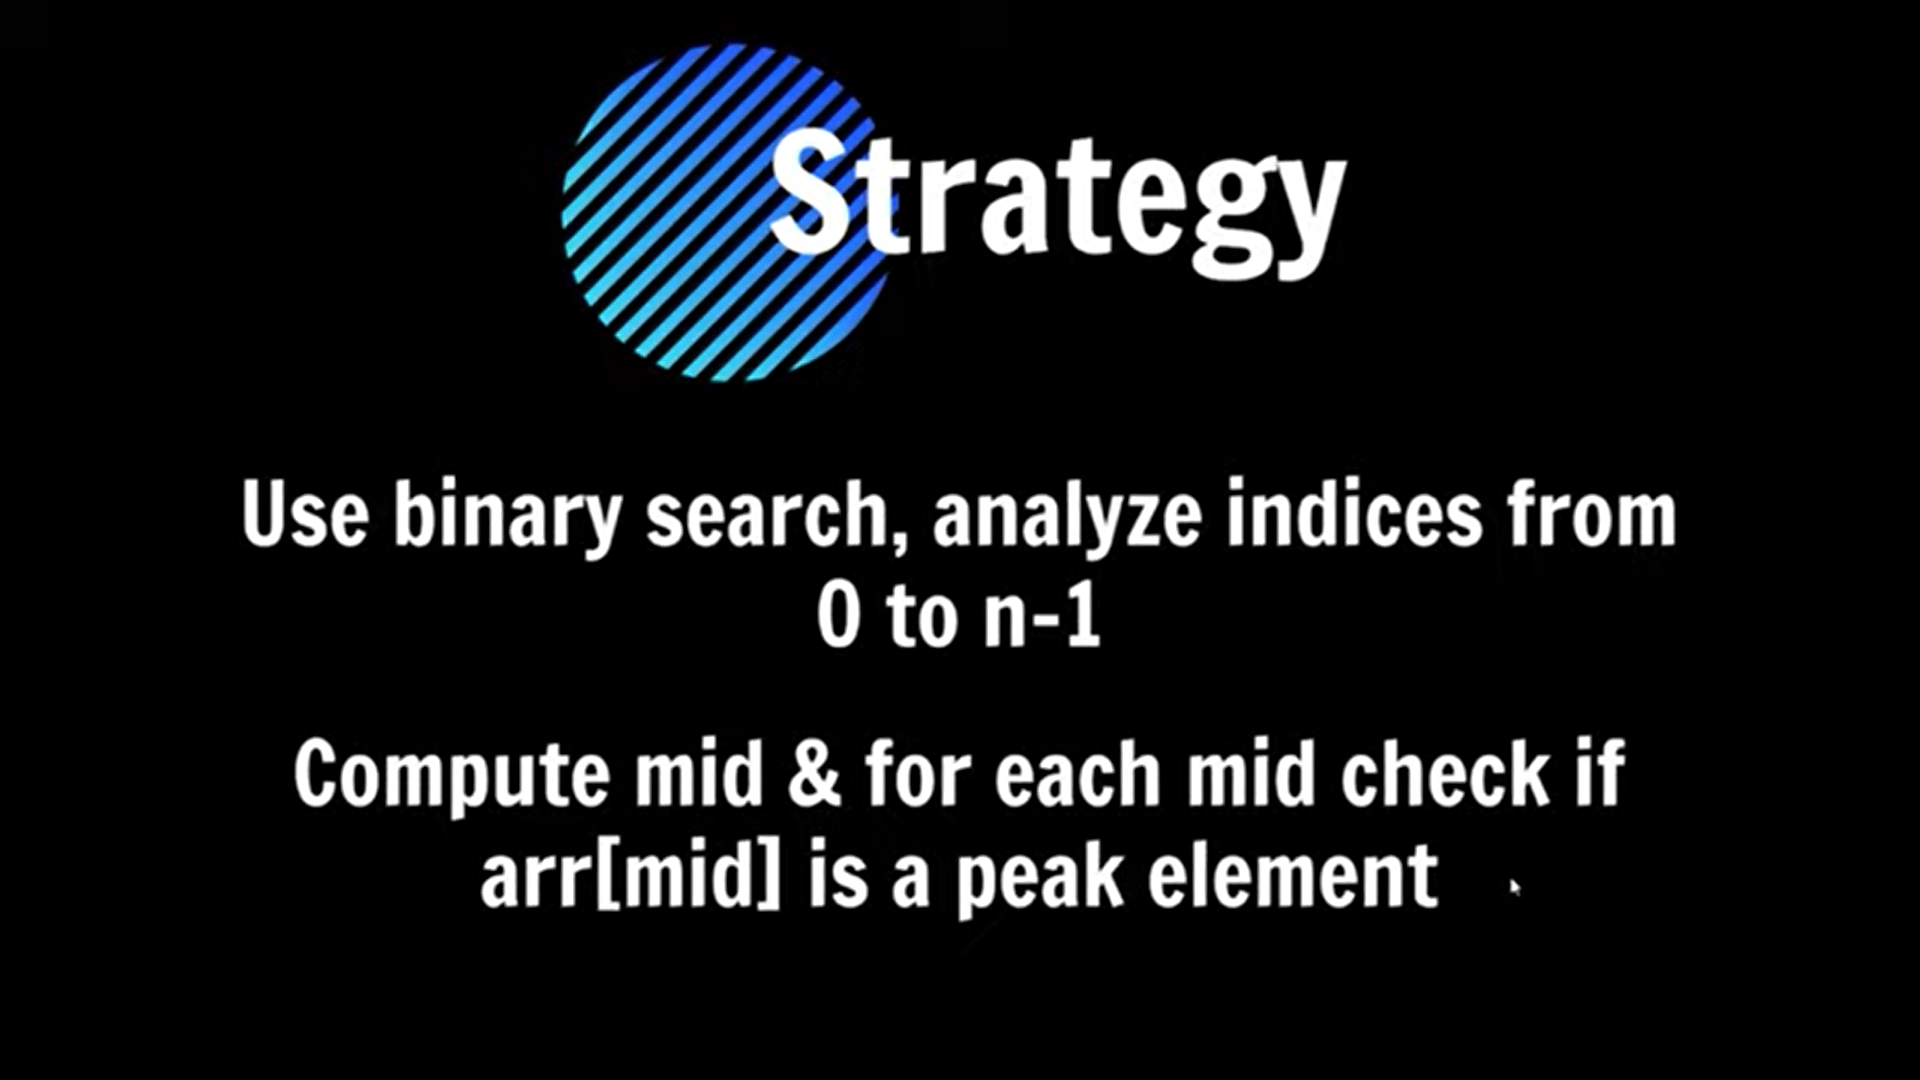 Strategy
Use binary search, analyze indices from
0 to n-1
Compute mid & for each mid check if
arr[mid] is a peak element